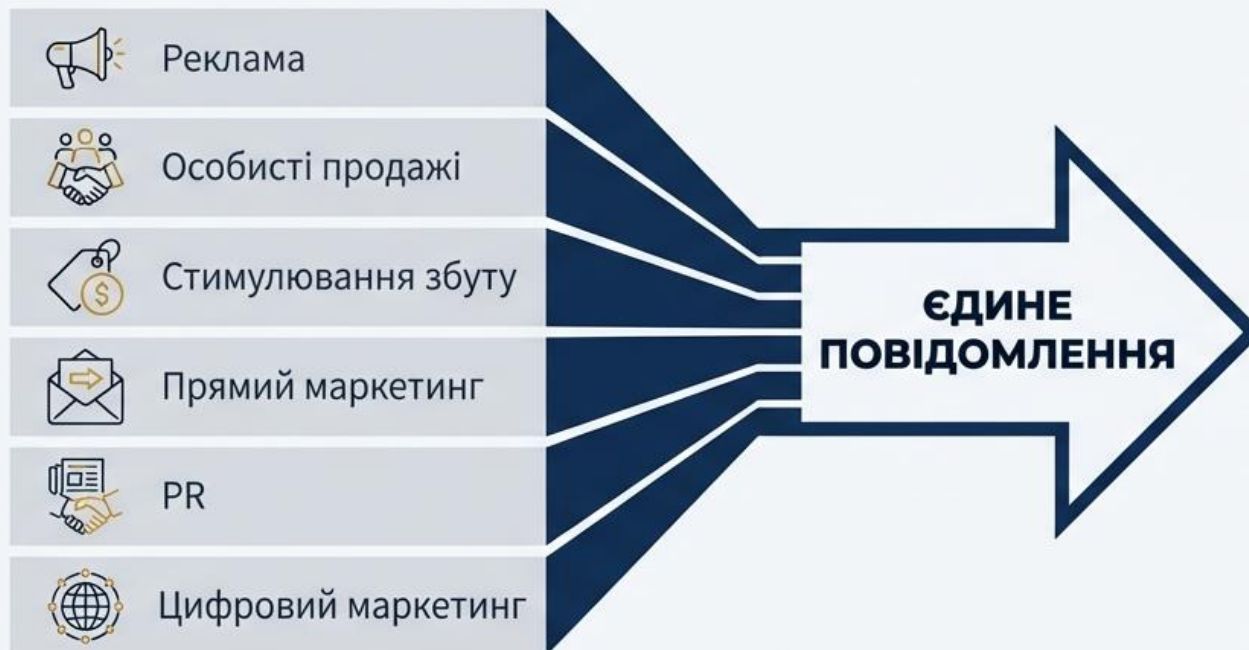 Реклама
Особисті продажі
Стимулювання збуту
$
Прямий маркетинг
PR
Цифровий маркетинг
ЄДИНЕ
ПОВІДОМЛЕННЯ